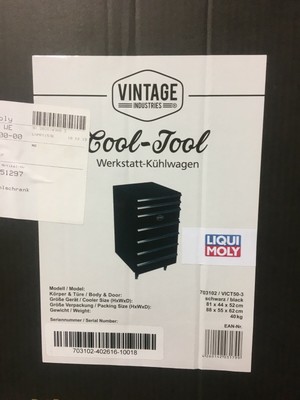 VINTAGE
INDUSTRIES
Cool-Tool
Werkstatt-Kühlwagen
WE
51297
LIQUI
MOLY
Modell / Model: 703102 / VICT50-3
Körper & Türe / Body & Door: schwarz / black
Größe Gerät / Cooler Size (HxWxD): 81 x 44 x 52 cm
Größe Verpackung / Packing Size (HxWxD): 86 x 55 x 62 cm
Gewicht / Weight: 40kg
Seriennummer / Serial Number: EAN-Nr.
703102-402616-10018